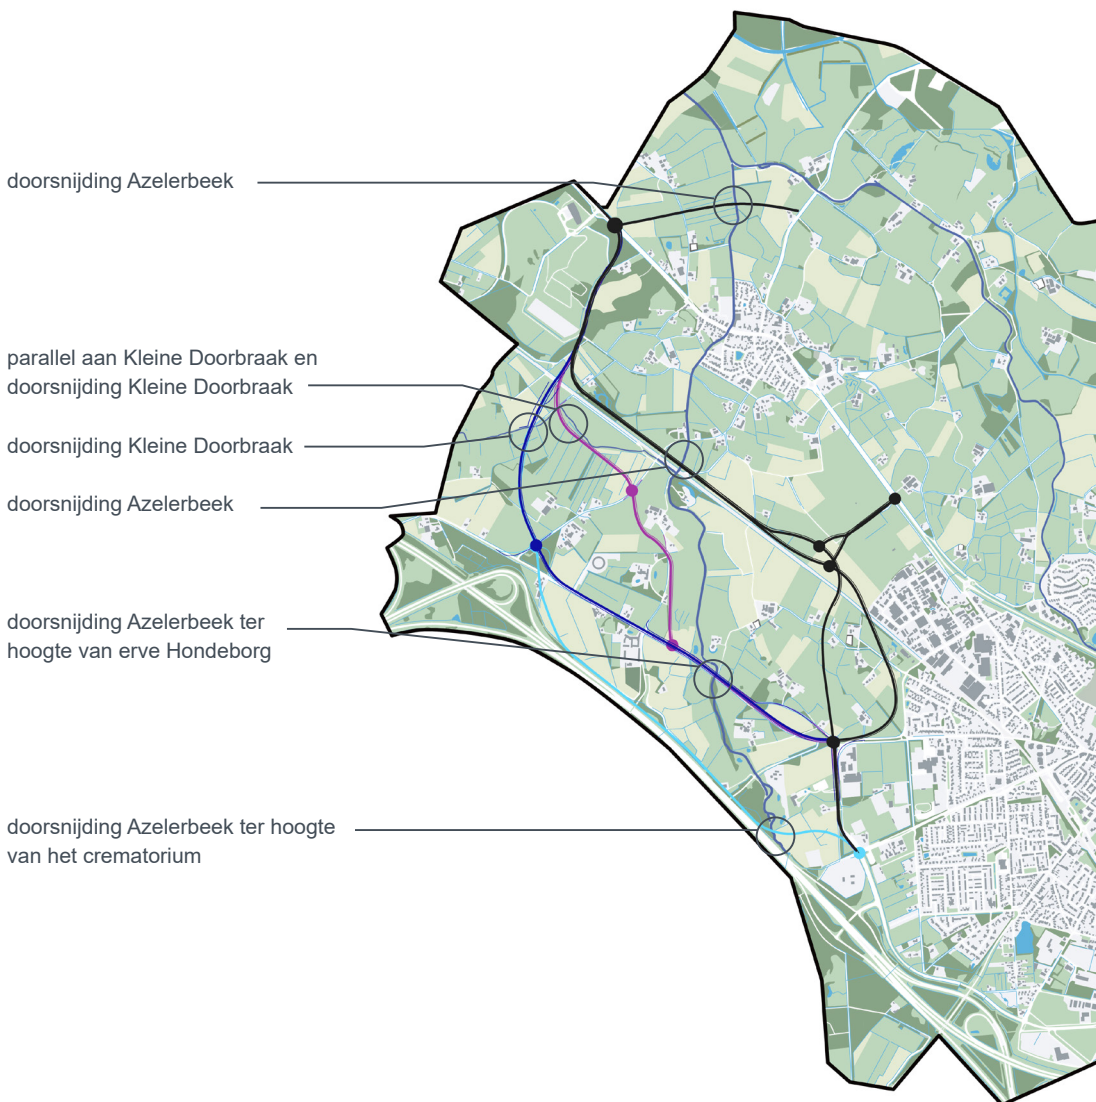 doorsnijding Azelerbeek
parallel aan Kleine Doorbraak en
doorsnijding Kleine Doorbraak
doorsnijding Kleine Doorbraak
doorsnijding Azelerbeek
doorsnijding Azelerbeek ter
hoogte van erve Hondeborg
doorsnijding Azelerbeek ter hoogte
van het crematorium